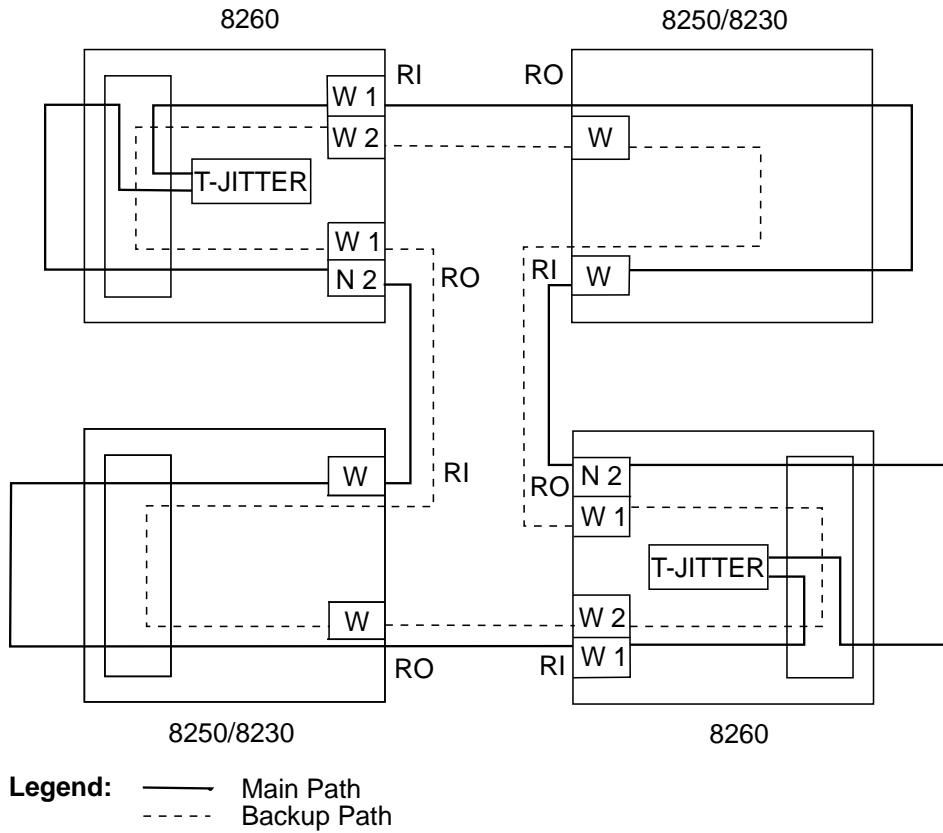 8260
8250/8230
RI
RO
W 1
W 2
W
T-JITTER
W 1
N 2
RO
RI
W
W
RI
RO
N 2
W 1
T-JITTER
W
W 2
W 1
RO
RI
8250/8230
8260
Legend:
Main Path
Backup Path